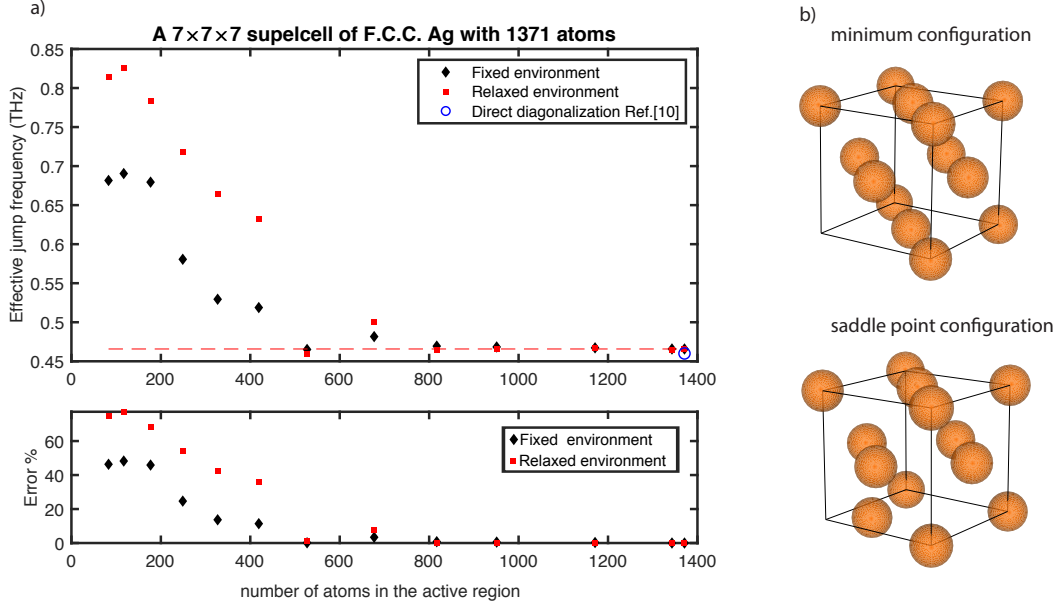 a)
A 7×7×7 supelcell of F.C.C. Ag with 1371 atoms
Effective jump frequency (THz)
0.85
0.8
0.75
0.7
0.65
0.6
0.55
0.5
0.45
Fixed environment
Relaxed environment
Direct diagonalization Ref.[10]
0 200 400 600 800 1000 1200 1400
Error %
60
40
20
0
Fixed environment
Relaxed environment
0 200 400 600 800 1000 1200 1400
number of atoms in the active region
b)
minimum configuration
saddle point configuration